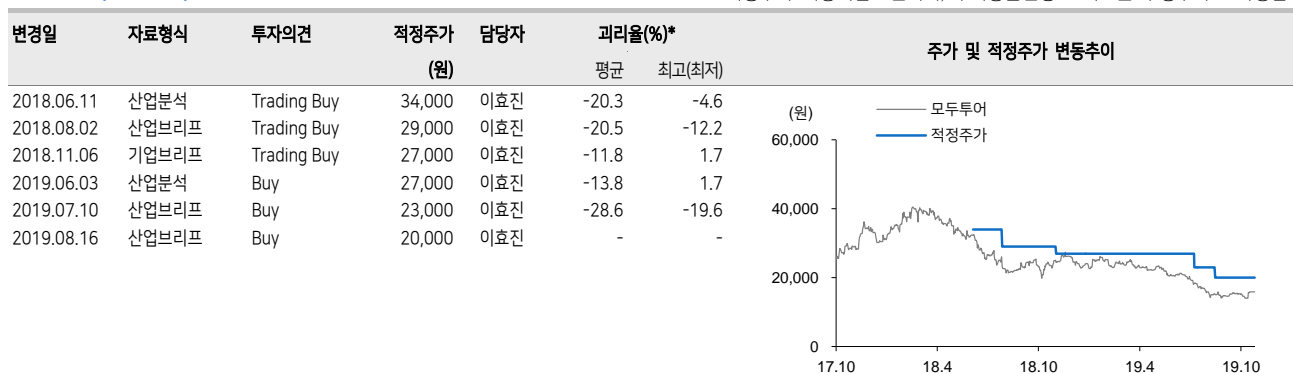 변경일 자료형식 투자의견 적정주가 담당자 괴리율(%)* 주가 및 적정주가 변동추이
(원) 평균 최고(최저)
2018.06.11 산업분석 Trading Buy 34,000 이효진 -20.3 -4.6
2018.08.02 산업브리프 Trading Buy 29,000 이효진 -20.5 -12.2
2018.11.06 기업브리프 Trading Buy 27,000 이효진 -11.8 1.7
2019.06.03 산업분석 Buy 27,000 이효진 -13.8 1.7
2019.07.10 산업브리프 Buy 23,000 이효진 -28.6 -19.6
2019.08.16 산업브리프 Buy 20,000 이효진 - -
(원) 모두투어
적정주가
60,000
40,000
20,000
0
17.10 18.4 18.10 19.4 19.10